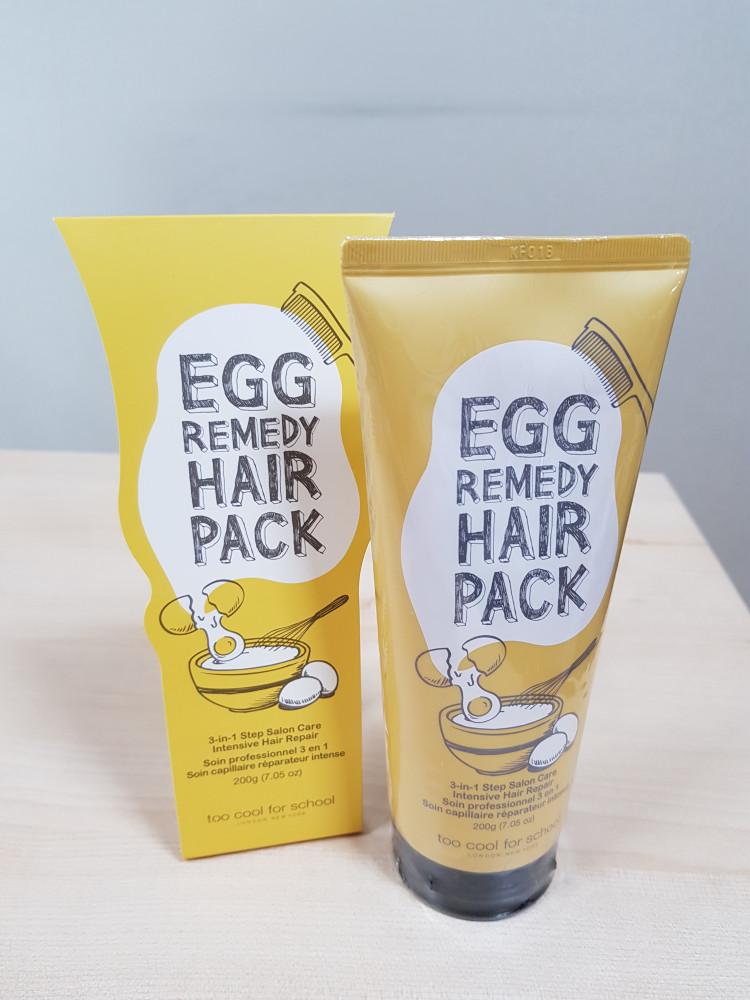 EGG
REMEDY
HAIR
PACK
3-in-1 Step Salon Care
Intensive Hair Repair
Soin professionnel 3 en 1
Soin capillaire réparateur intense
200g (7.05 oz)
too cool for school
LONDON NEW YORK
KF01B
EGG
REMEDY
HAIR
PACK
3-in-1 Step Salon Care
Intensive Hair Repair
Soin professionnel 3 en 1
Soin capillaire réparateur intense
200g (7.05 oz)
too cool for school
LONDON NEW YORK